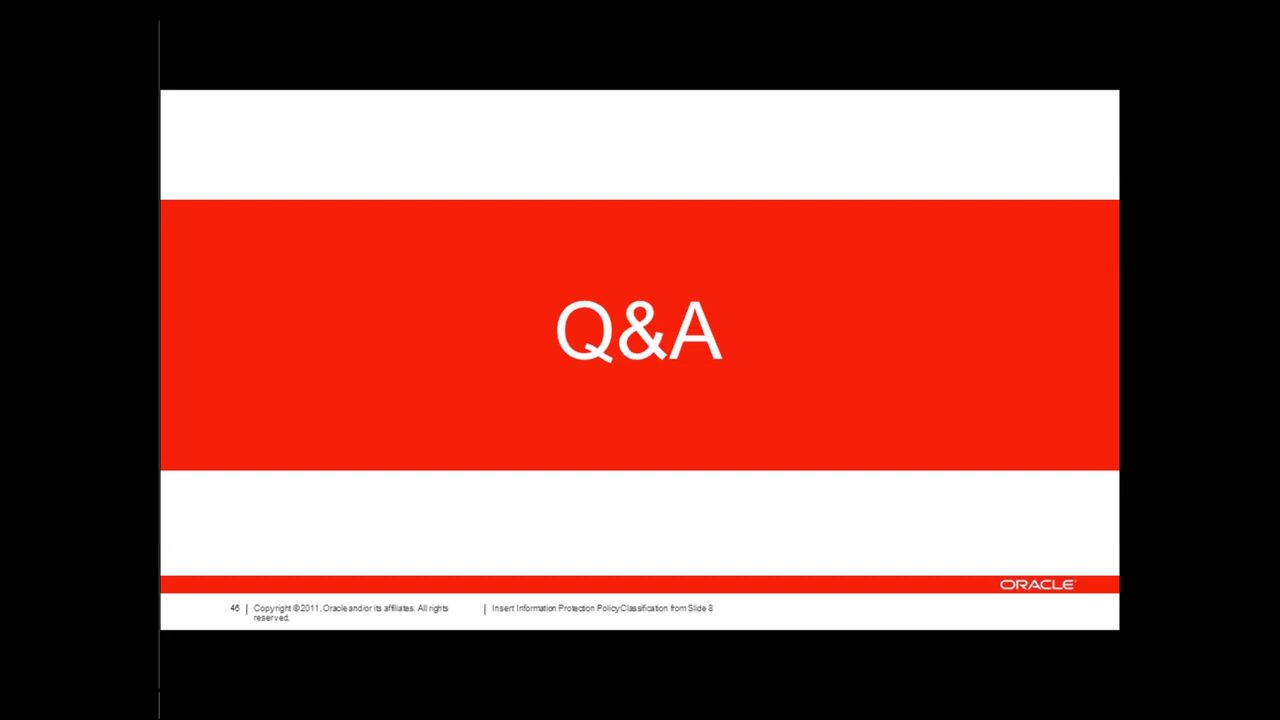 Q&A
ORACLE
46 | Copyright © 2011, Oracle and/or its affiliates. All rights
reserved.
| Insert Information Protection Policy Classification from Slide 8